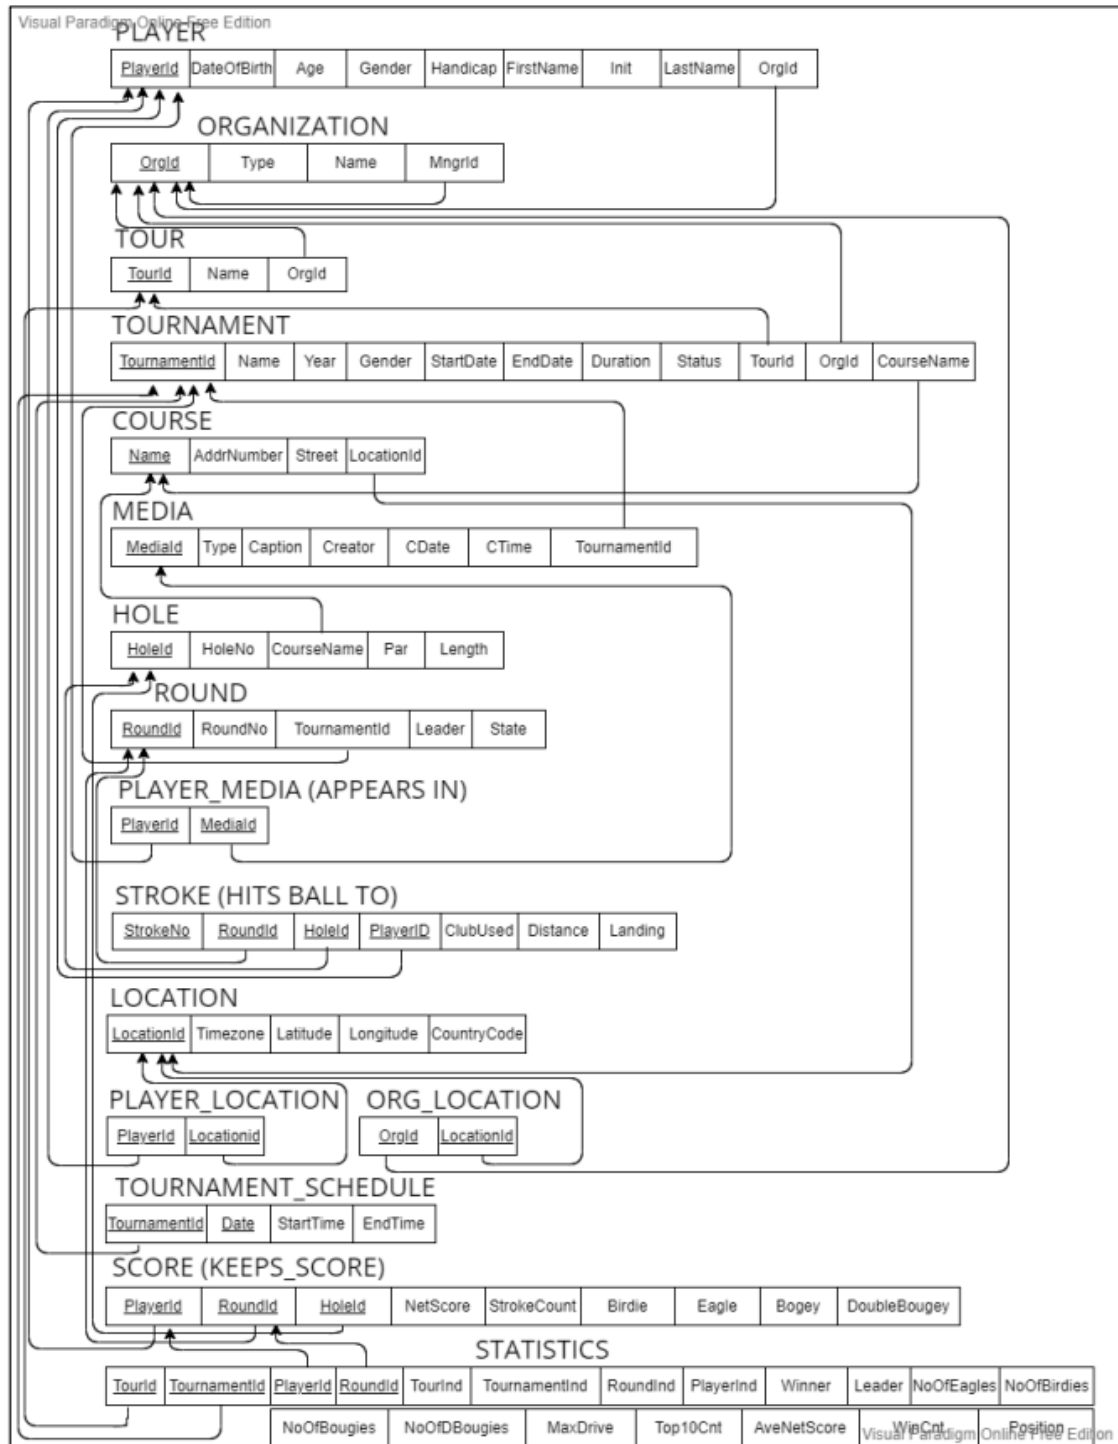 Visual Paradigm Online Free Edition
PLAYER
PlayerId DateOfBirth Age Gender Handicap FirstName Init LastName OrgId
ORGANIZATION
OrgId Type Name MngrId
TOUR
TourId Name OrgId
TOURNAMENT
TournamentId Name Year Gender StartDate EndDate Duration Status TourId OrgId CourseName
COURSE
Name AddrNumber Street LocationId
MEDIA
MediaId Type Caption Creator CDate CTime TournamentId
HOLE
HoleId HoleNo CourseName Par Length
ROUND
RoundId RoundNo TournamentId Leader State
PLAYER_MEDIA (APPEARS IN)
PlayerId MediaId
STROKE (HITS BALL TO)
StrokeNo RoundId HoleId PlayerID ClubUsed Distance Landing
LOCATION
LocationId Timezone Latitude Longitude CountryCode
PLAYER_LOCATION ORG_LOCATION
PlayerId Locationid OrgId LocationId
TOURNAMENT_SCHEDULE
TournamentId Date StartTime EndTime
SCORE (KEEPS_SCORE)
PlayerId RoundId HoleId NetScore StrokeCount Birdie Eagle Bogey DoubleBougey
STATISTICS
TourId TournamentId PlayerId RoundId TourInd TournamentInd RoundInd PlayerInd Winner Leader NoOfEagles NoOfBirdies
NoOfBougies NoOfDBougies MaxDrive Top10Cnt AveNetScore WinCnt Position
Visual Paradigm Online Free Edition